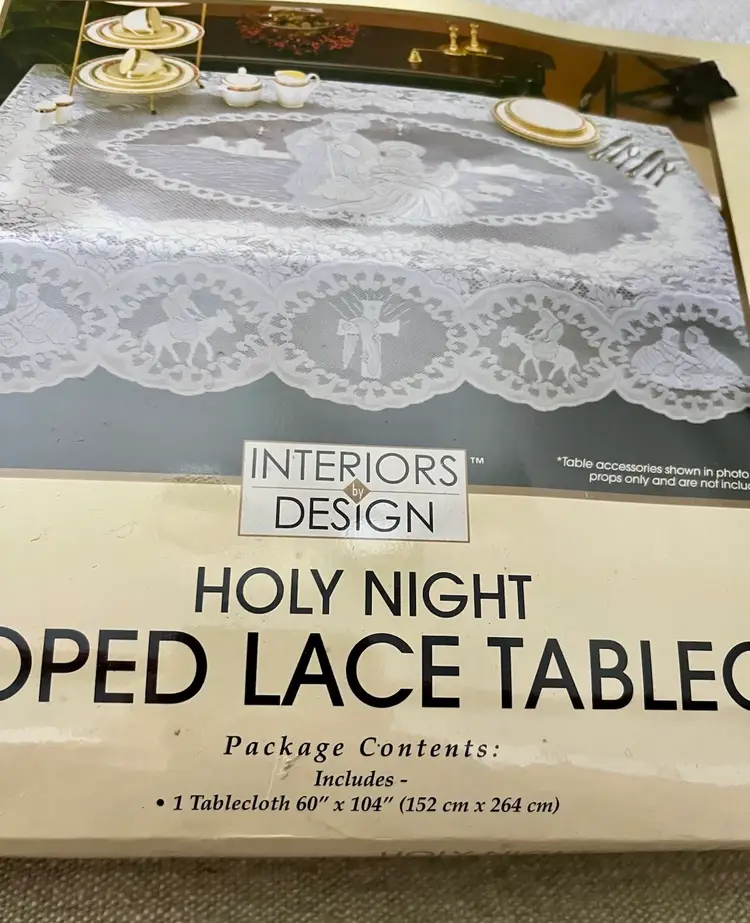 INTERIORS ™
by
DESIGN
*Table accessories shown in photo
props only and are not inclu
HOLY NIGHT
OPED LACE TABLEC
Package Contents:
Includes -
• 1 Tablecloth 60" x 104" (152 cm x 264 cm)